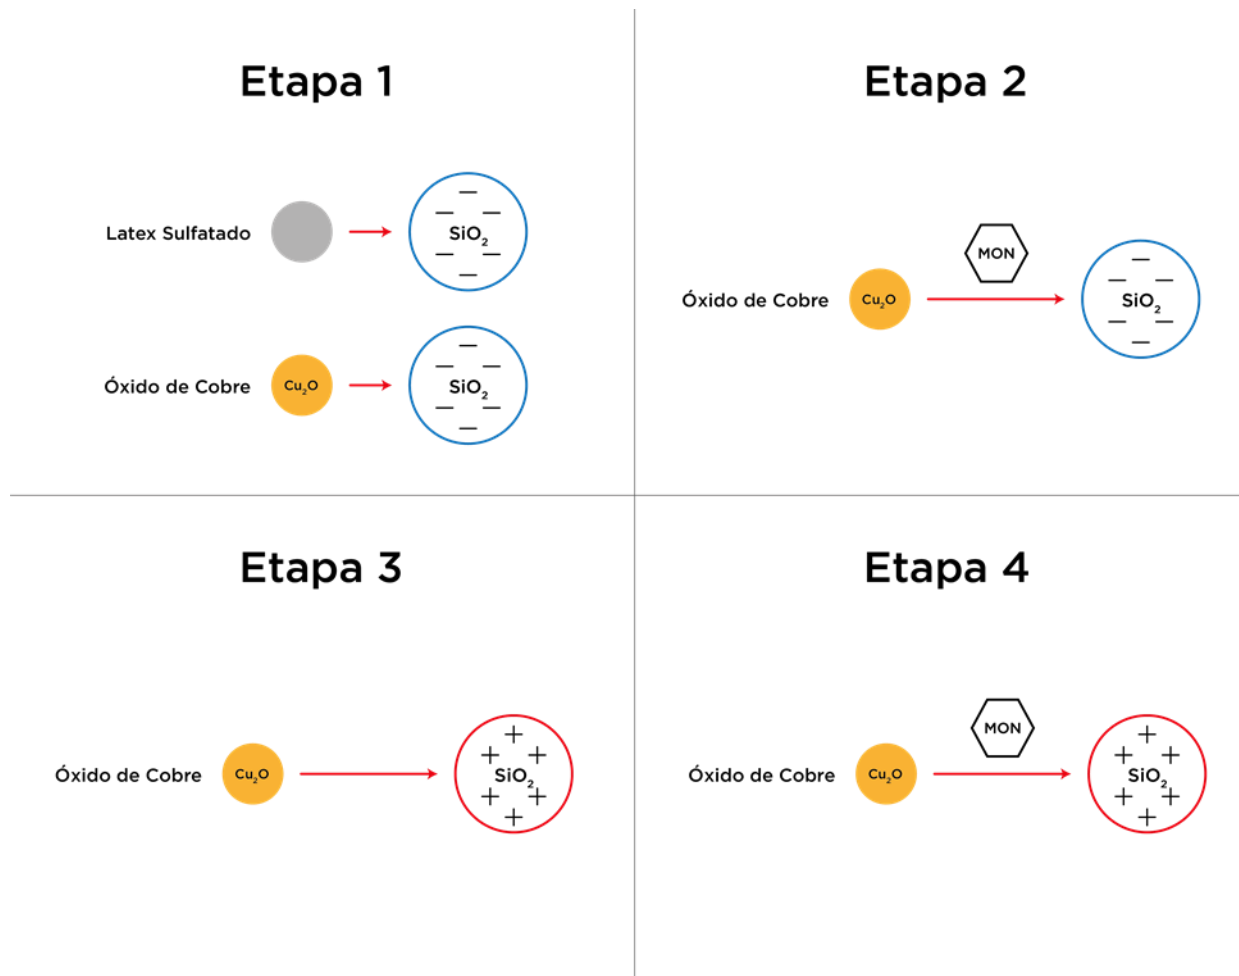 Etapa 1
Latex Sulfatado
SiO₂
Óxido de Cobre
Cu₂O
SiO₂
Etapa 2
MON
Óxido de Cobre
Cu₂O
SiO₂
Etapa 3
Óxido de Cobre
Cu₂O
SiO₂
Etapa 4
MON
Óxido de Cobre
Cu₂O
SiO₂